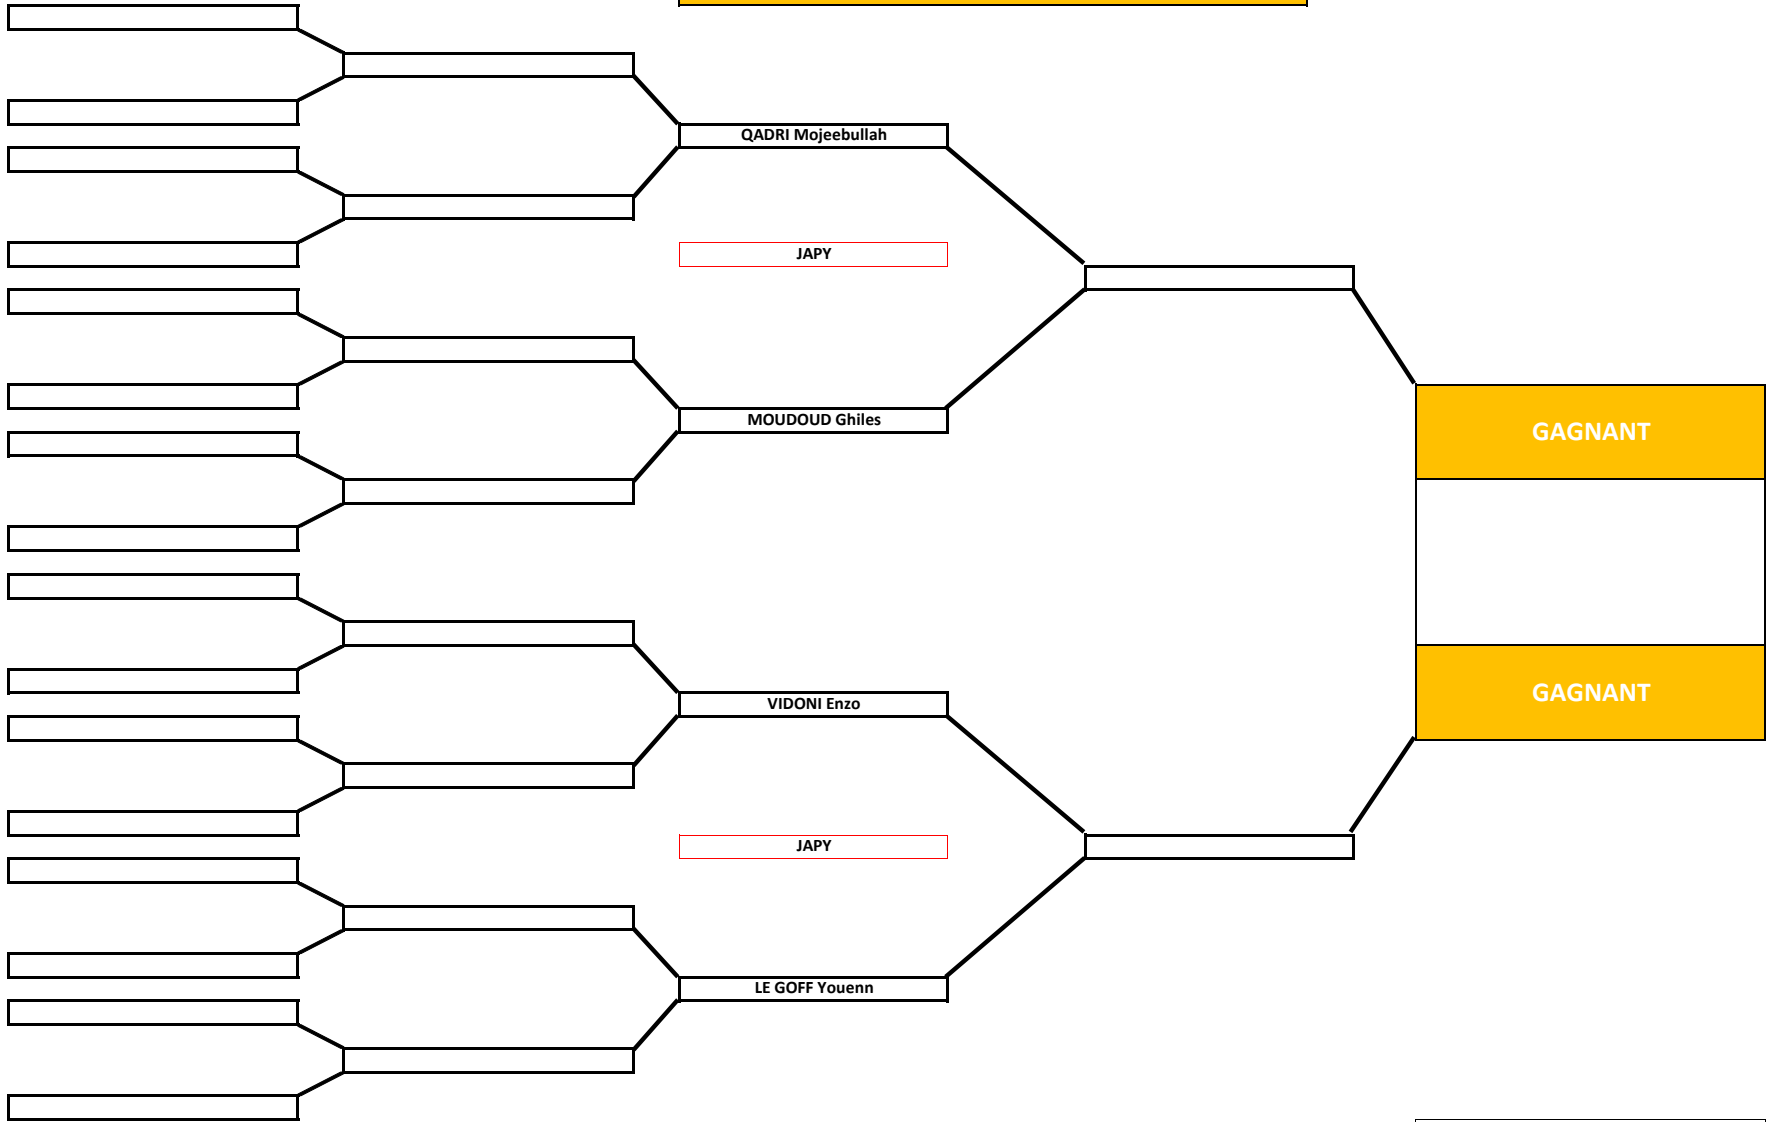 QADRI Mojeebullah
JAPY
MOUDOUD Ghiles
GAGNANT
GAGNANT
VIDONI Enzo
JAPY
LE GOFF Youenn